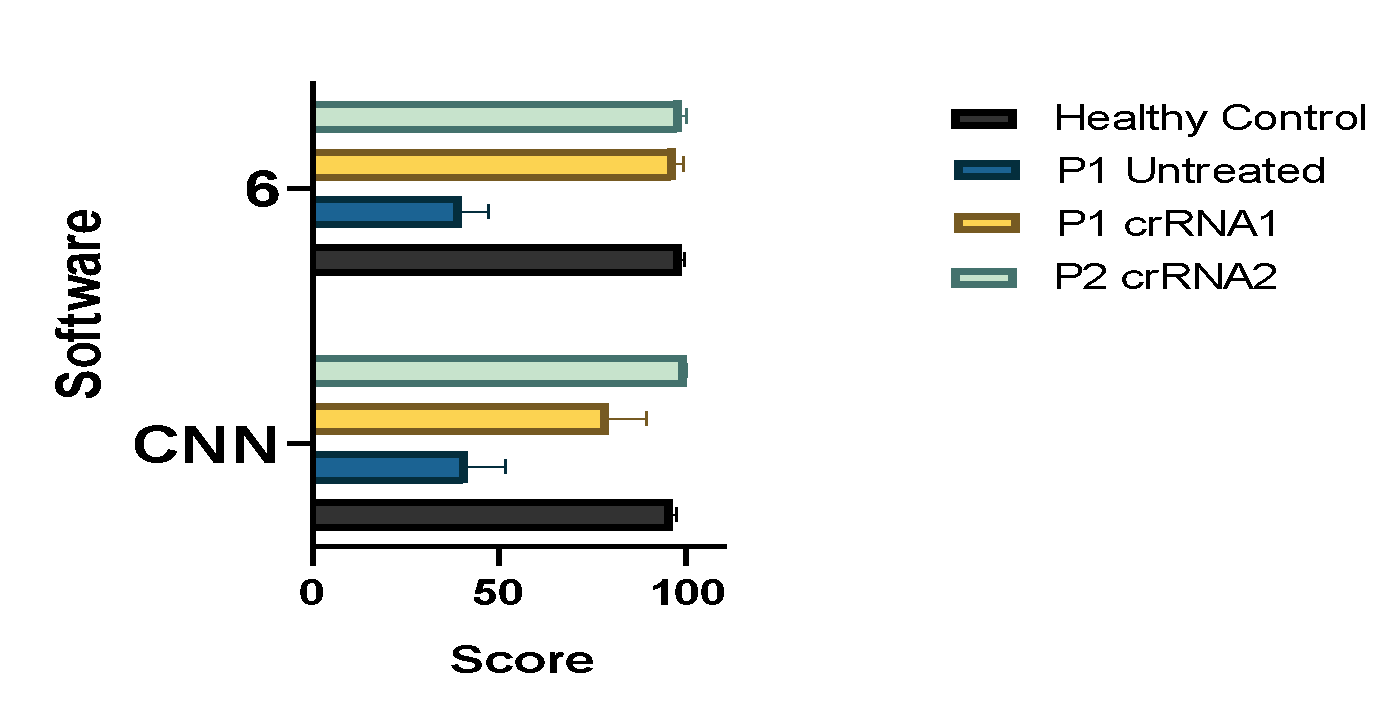 Healthy Control
P1 Untreated
P1 crRNA1
P2 crRNA2
Software
6
CNN
0
50
100
Score